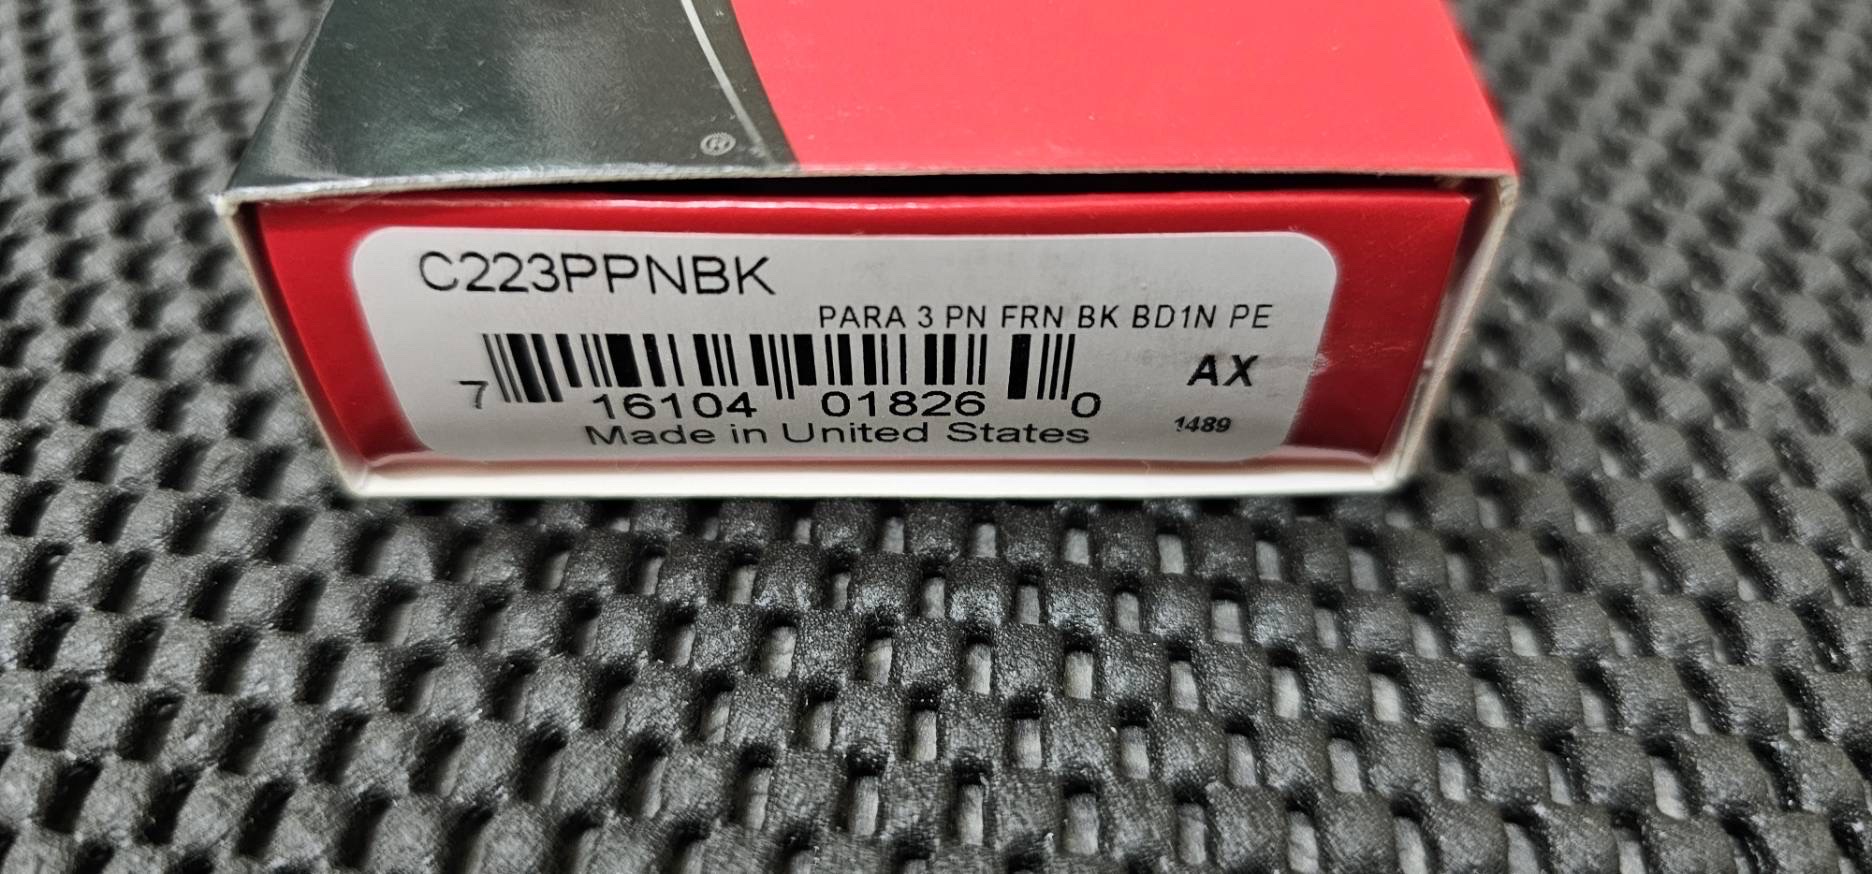 ®
C223PPNBK
PARA 3 PN FRN BK BD1N PE
AX
7 16104 01826 0
Made in United States
1489